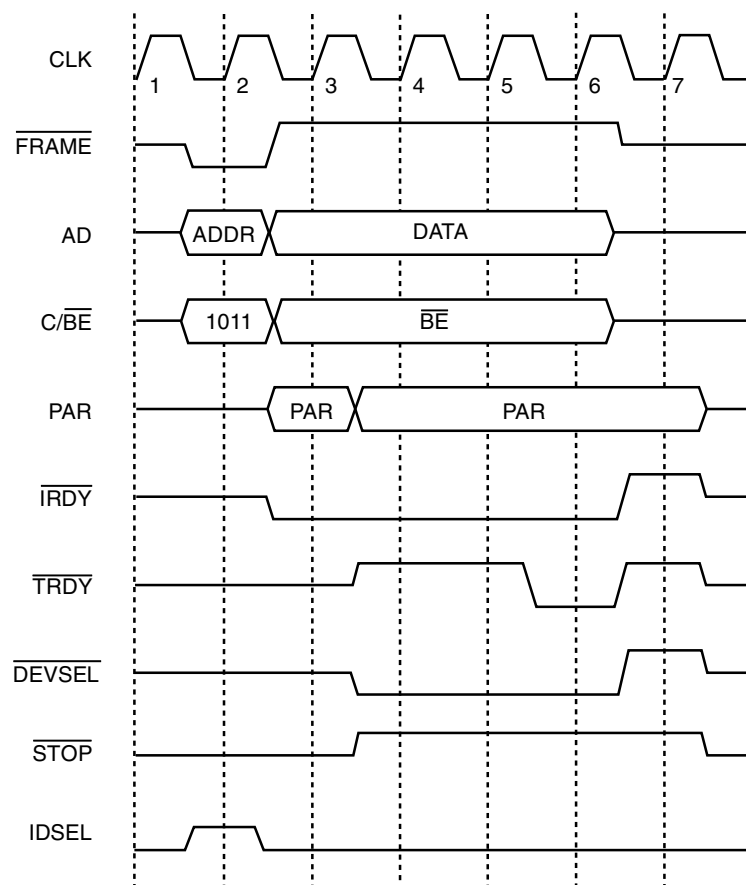 CLK
1 2 3 4 5 6 7
FRAME
AD ADDR DATA
C/BE 1011 BE
PAR PAR PAR
IRDY
TRDY
DEVSEL
STOP
IDSEL